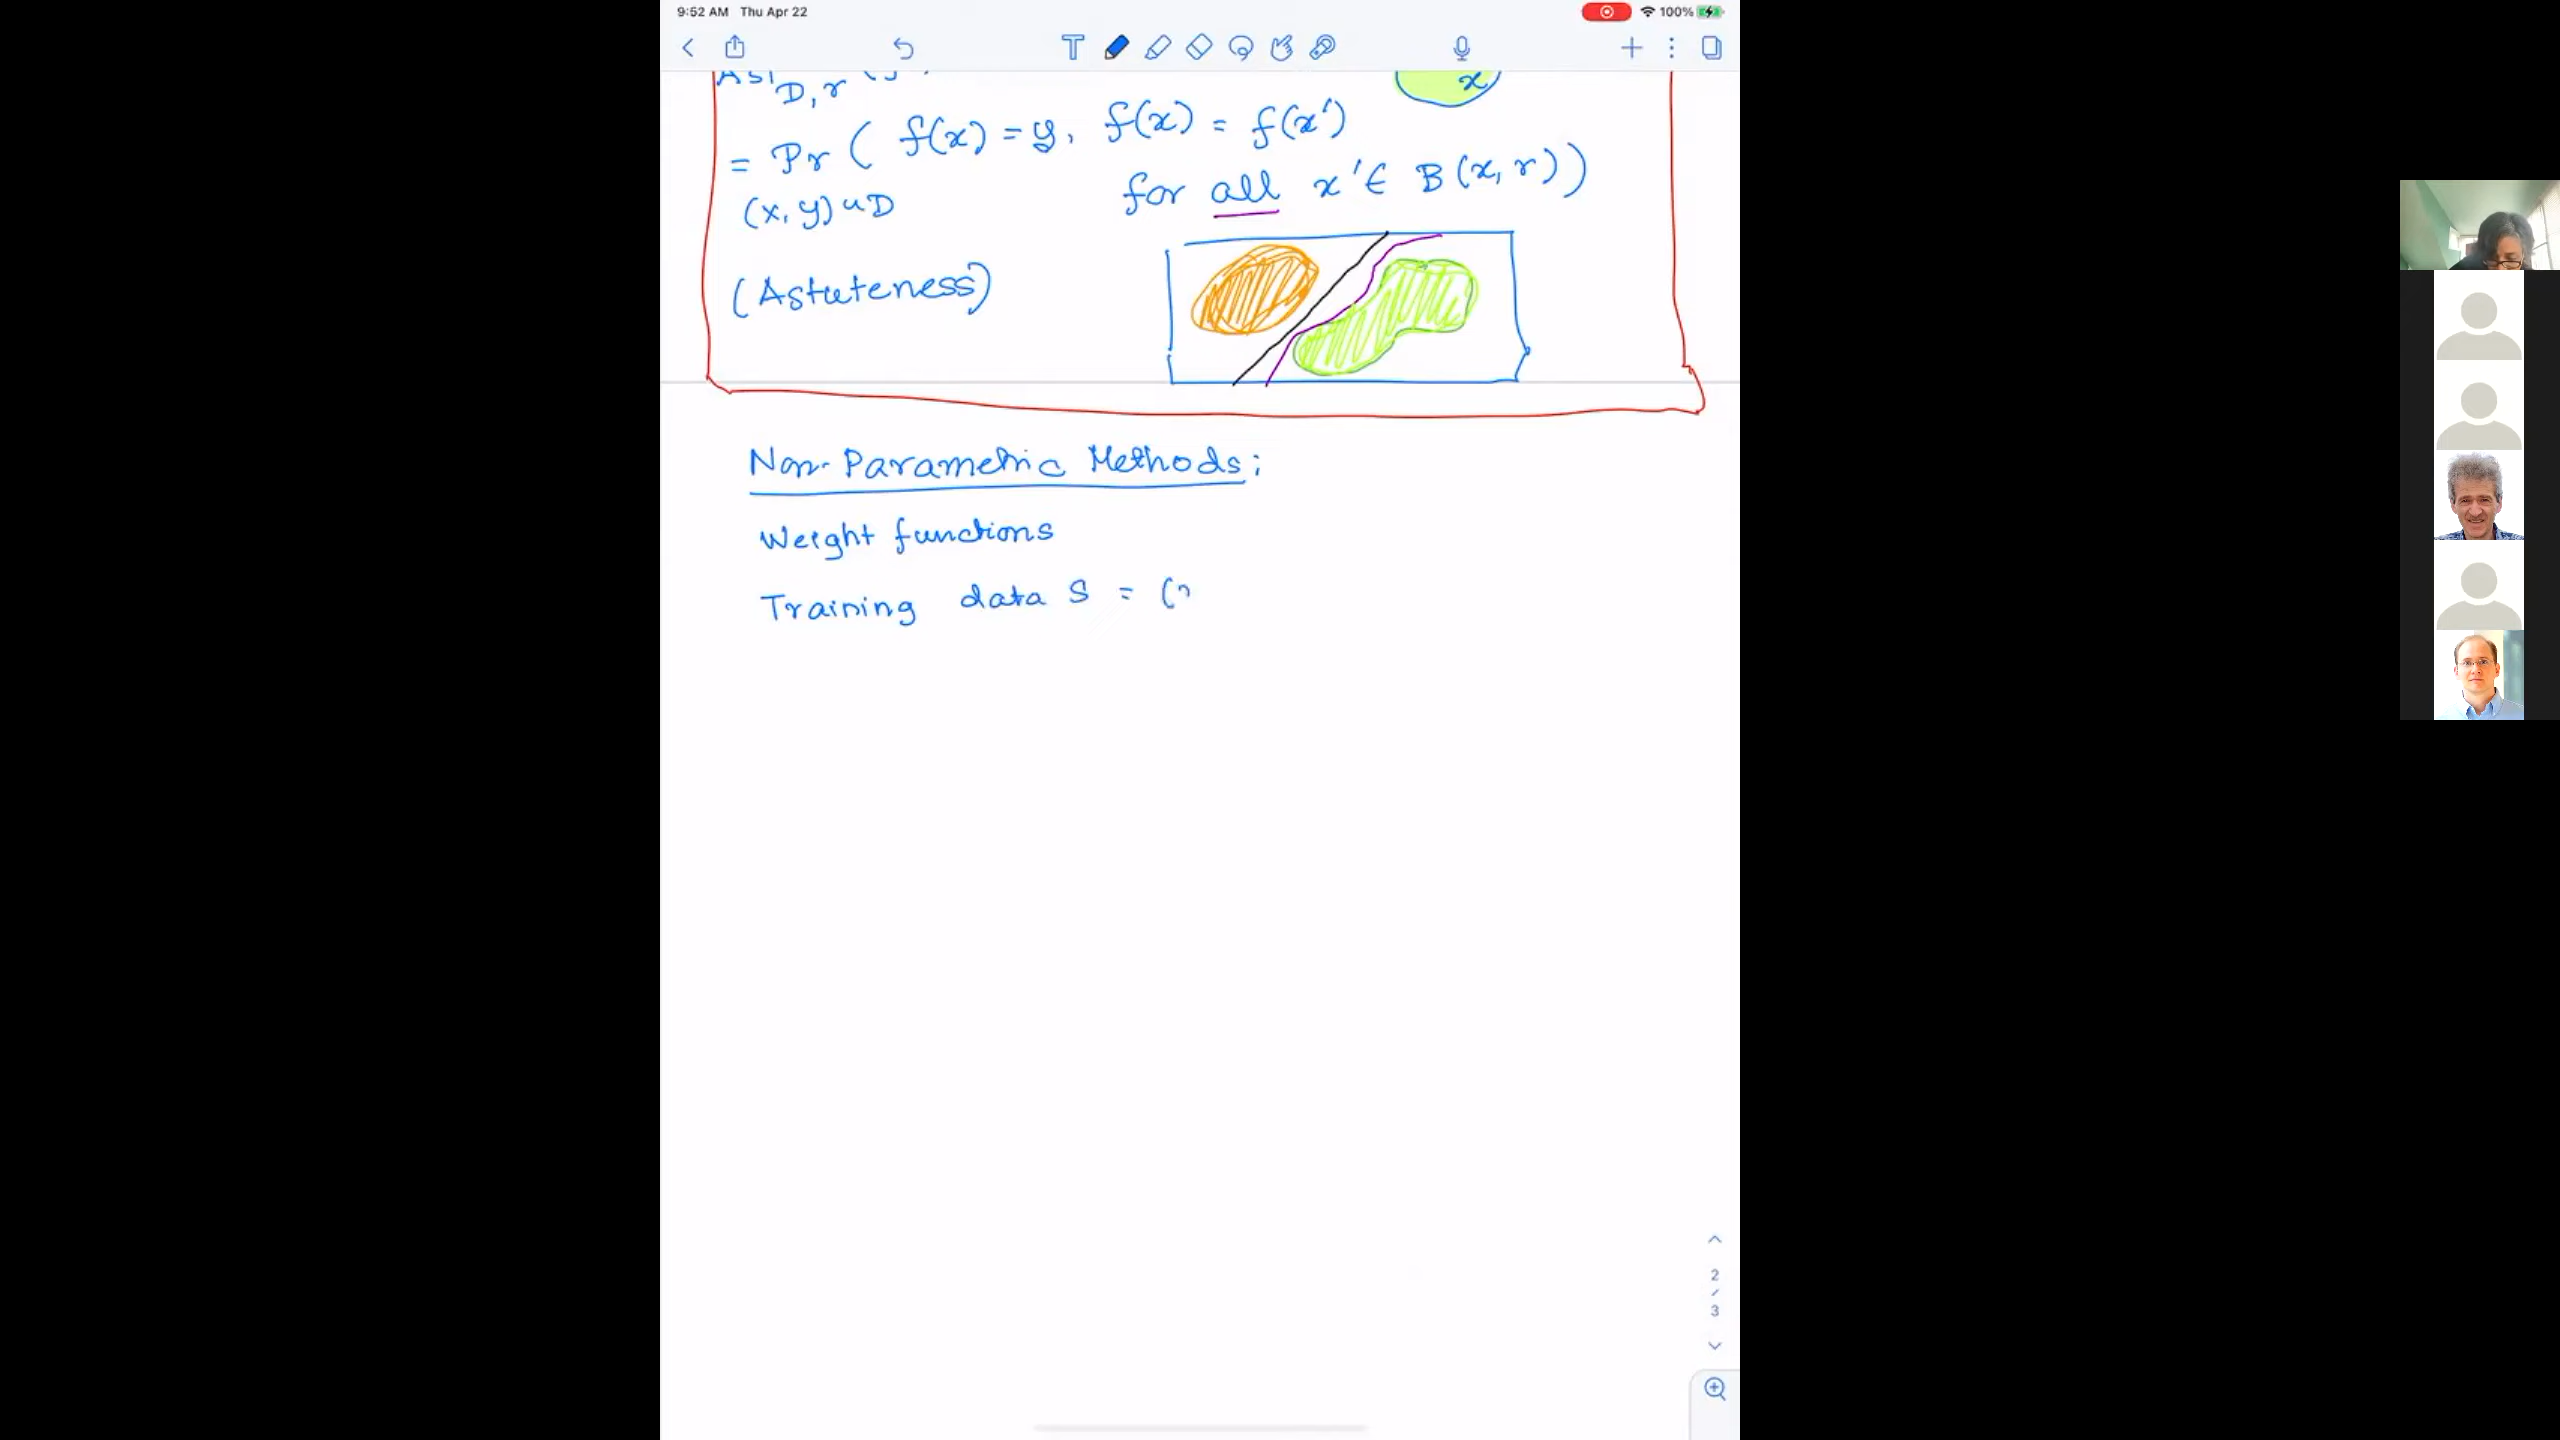 9:52 AM Thu Apr 22
100%
D, r
x
= Pr ( f(x) = y, f(x) = f(x')
(x, y) ~ D for all x' ∈ B(x, r))
(Astuteness)
Non-Parametric Methods:
Weight functions
Training data S = (
2
/
3